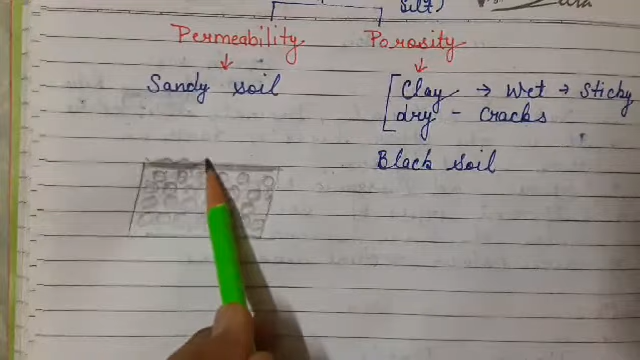 Silt)
Permeability Porosity
Sandy soil
Clay → Wet → Sticky
dry - Cracks
Black soil